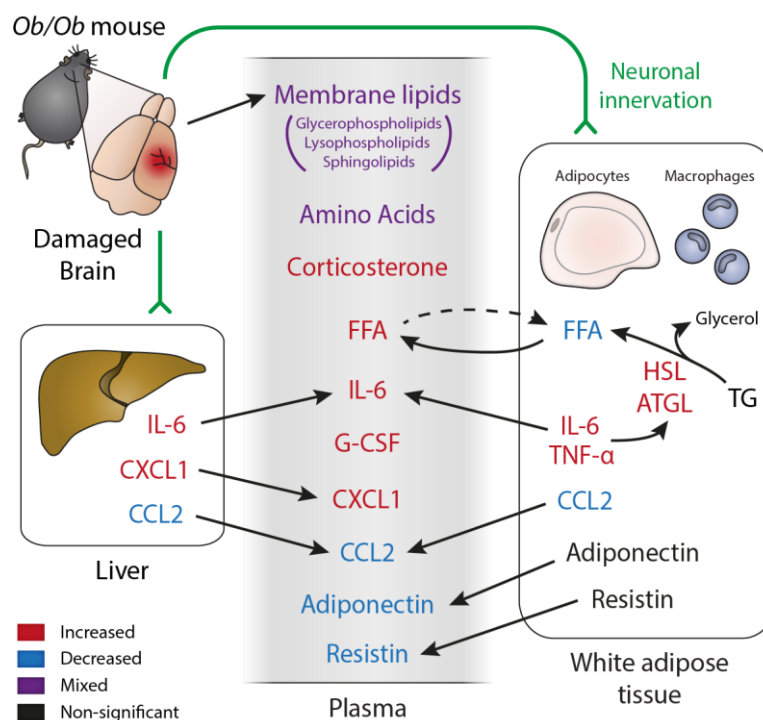 Ob/Ob mouse
Damaged
Brain
Neuronal
innervation
Membrane lipids
(Glycerophospholipids
Lysophospholipids
Sphingolipids)
Amino Acids
Corticosterone
FFA
IL-6
G-CSF
CXCL1
CCL2
Adiponectin
Resistin
Plasma
IL-6
CXCL1
CCL2
Liver
Adipocytes
Macrophages
FFA
Glycerol
HSL
ATGL
TG
IL-6
TNF-α
CCL2
Adiponectin
Resistin
White adipose
tissue
Increased
Decreased
Mixed
Non-significant